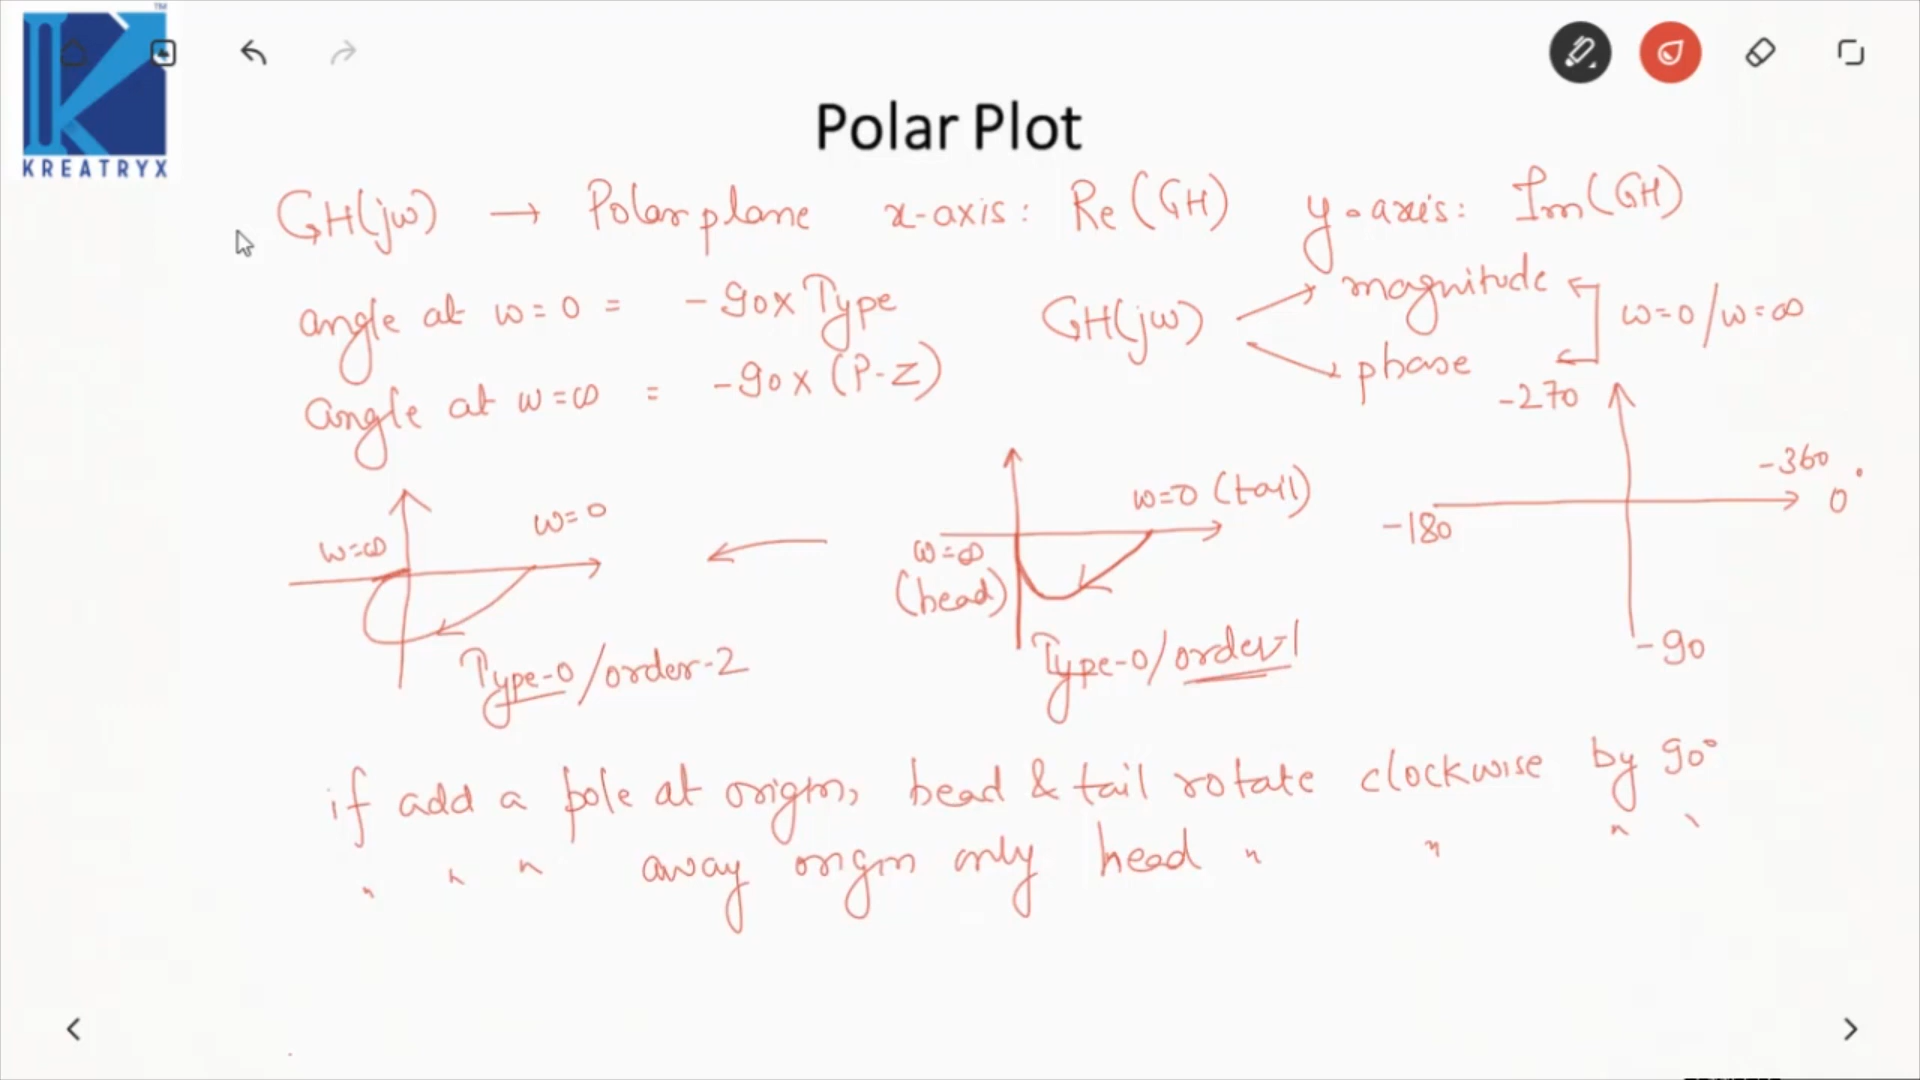 TM
KREATRYX
Polar Plot
GH(jω) → Polar plane x-axis: Re(GH) y-axis: Im(GH)
angle at ω=0 = -90 x Type
angle at ω=∞ = -90 x (P-Z)
GH(jω)
magnitude
phase
ω=0/ω=∞
ω=∞
ω=0
Type-0/order-2
ω=0 (tail)
ω=∞
(head)
Type-0/order-1
-270
-360
0°
-180
-90
if add a pole at origin, head & tail rotate clockwise by 90°
" " " away origin only head " " " "